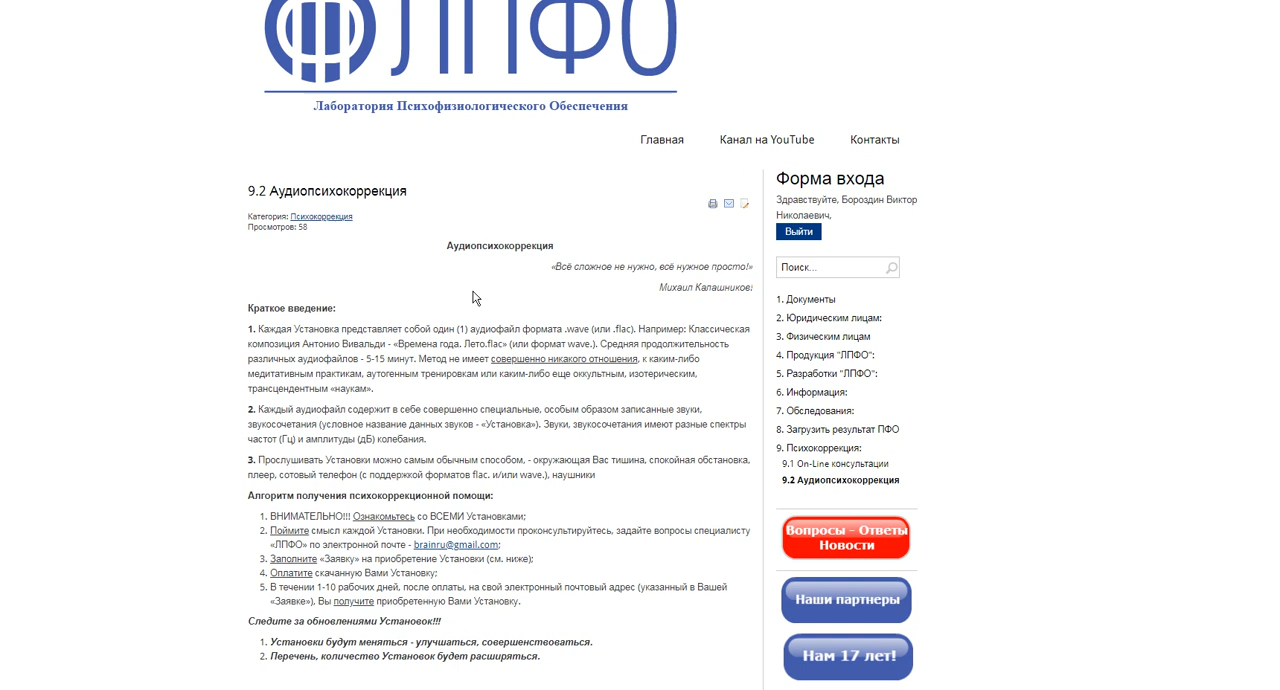 ЛПФО
Лаборатория Психофизиологического Обеспечения
Главная Канал на YouTube Контакты
9.2 Аудиопсихокоррекция
Категория: Психокоррекция
Просмотров: 58
Аудиопсихокоррекция
«Всё сложное не нужно, всё нужное просто!»
Михаил Калашников!
Краткое введение:
1. Каждая Установка представляет собой один (1) аудиофайл формата .wave (или .flac). Например: Классическая
композиция Антонио Вивальди - «Времена года. Лето.flac» (или формат wave.). Средняя продолжительность
различных аудиофайлов - 5-15 минут. Метод не имеет совершенно никакого отношения, к каким-либо
медитативным практикам, аутогенным тренировкам или каким-либо еще оккультным, изотерическим,
трансцендентным «наукам».
2. Каждый аудиофайл содержит в себе совершенно специальные, особым образом записанные звуки,
звукосочетания (условное название данных звуков - «Установка»). Звуки, звукосочетания имеют разные спектры
частот (Гц) и амплитуды (дБ) колебания.
3. Прослушивать Установки можно самым обычным способом, - окружающая Вас тишина, спокойная обстановка,
плеер, сотовый телефон (с поддержкой форматов flac. и/или wave.), наушники
Алгоритм получения психокоррекционной помощи:
1. ВНИМАТЕЛЬНО!!! Ознакомьтесь со ВСЕМИ Установками;
2. Поймите смысл каждой Установки. При необходимости проконсультируйтесь, задайте вопросы специалисту
«ЛПФО» по электронной почте - brainru@gmail.com;
3. Заполните «Заявку» на приобретение Установки (см. ниже);
4. Оплатите скачанную Вами Установку;
5. В течении 1-10 рабочих дней, после оплаты, на свой электронный почтовый адрес (указанный в Вашей
«Заявке»), Вы получите приобретенную Вами Установку.
Следите за обновлениями Установок!!!
1. Установки будут меняться - улучшаться, совершенствоваться.
2. Перечень, количество Установок будет расширяться.
Форма входа
Здравствуйте, Бороздин Виктор
Николаевич,
Выйти
Поиск...
1. Документы
2. Юридическим лицам:
3. Физическим лицам
4. Продукция "ЛПФО":
5. Разработки "ЛПФО":
6. Информация:
7. Обследования:
8. Загрузить результат ПФО
9. Психокоррекция:
9.1 On-Line консультации
9.2 Аудиопсихокоррекция
Вопросы - Ответы
Новости
Наши партнеры
Нам 17 лет!